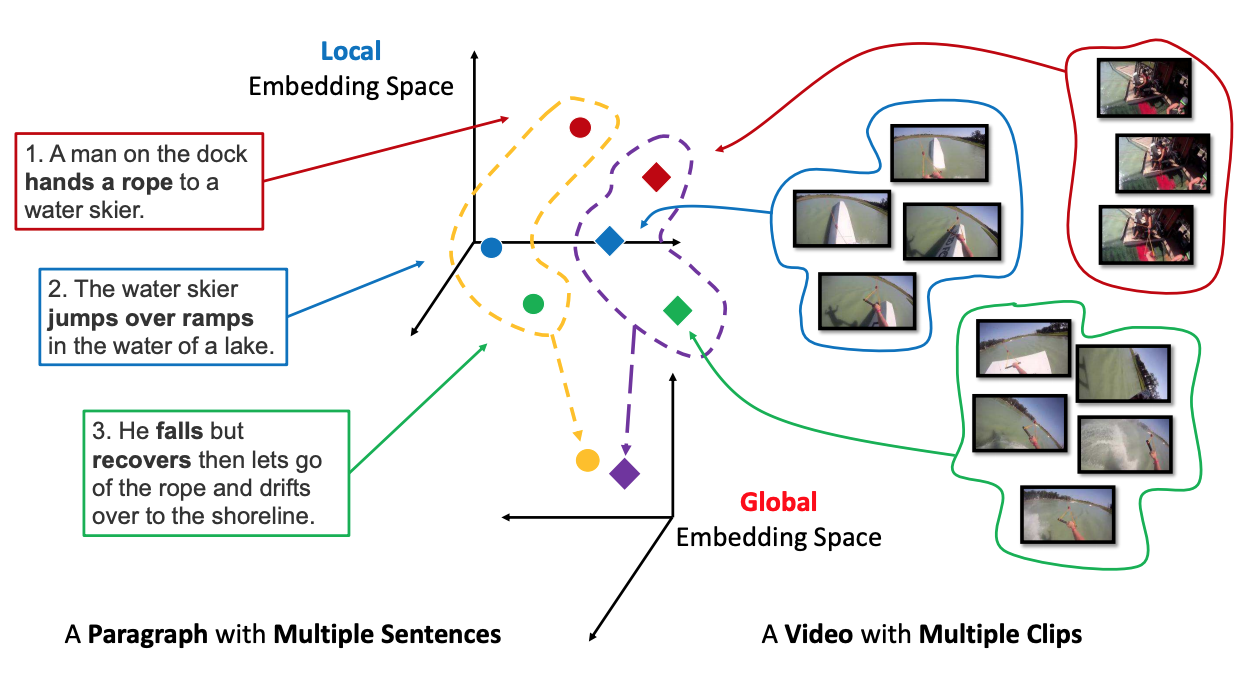 Local
Embedding Space
1. A man on the dock
hands a rope to a
water skier.
2. The water skier
jumps over ramps
in the water of a lake.
3. He falls but
recovers then lets go
of the rope and drifts
over to the shoreline.
Global
Embedding Space
A Paragraph with Multiple Sentences
A Video with Multiple Clips